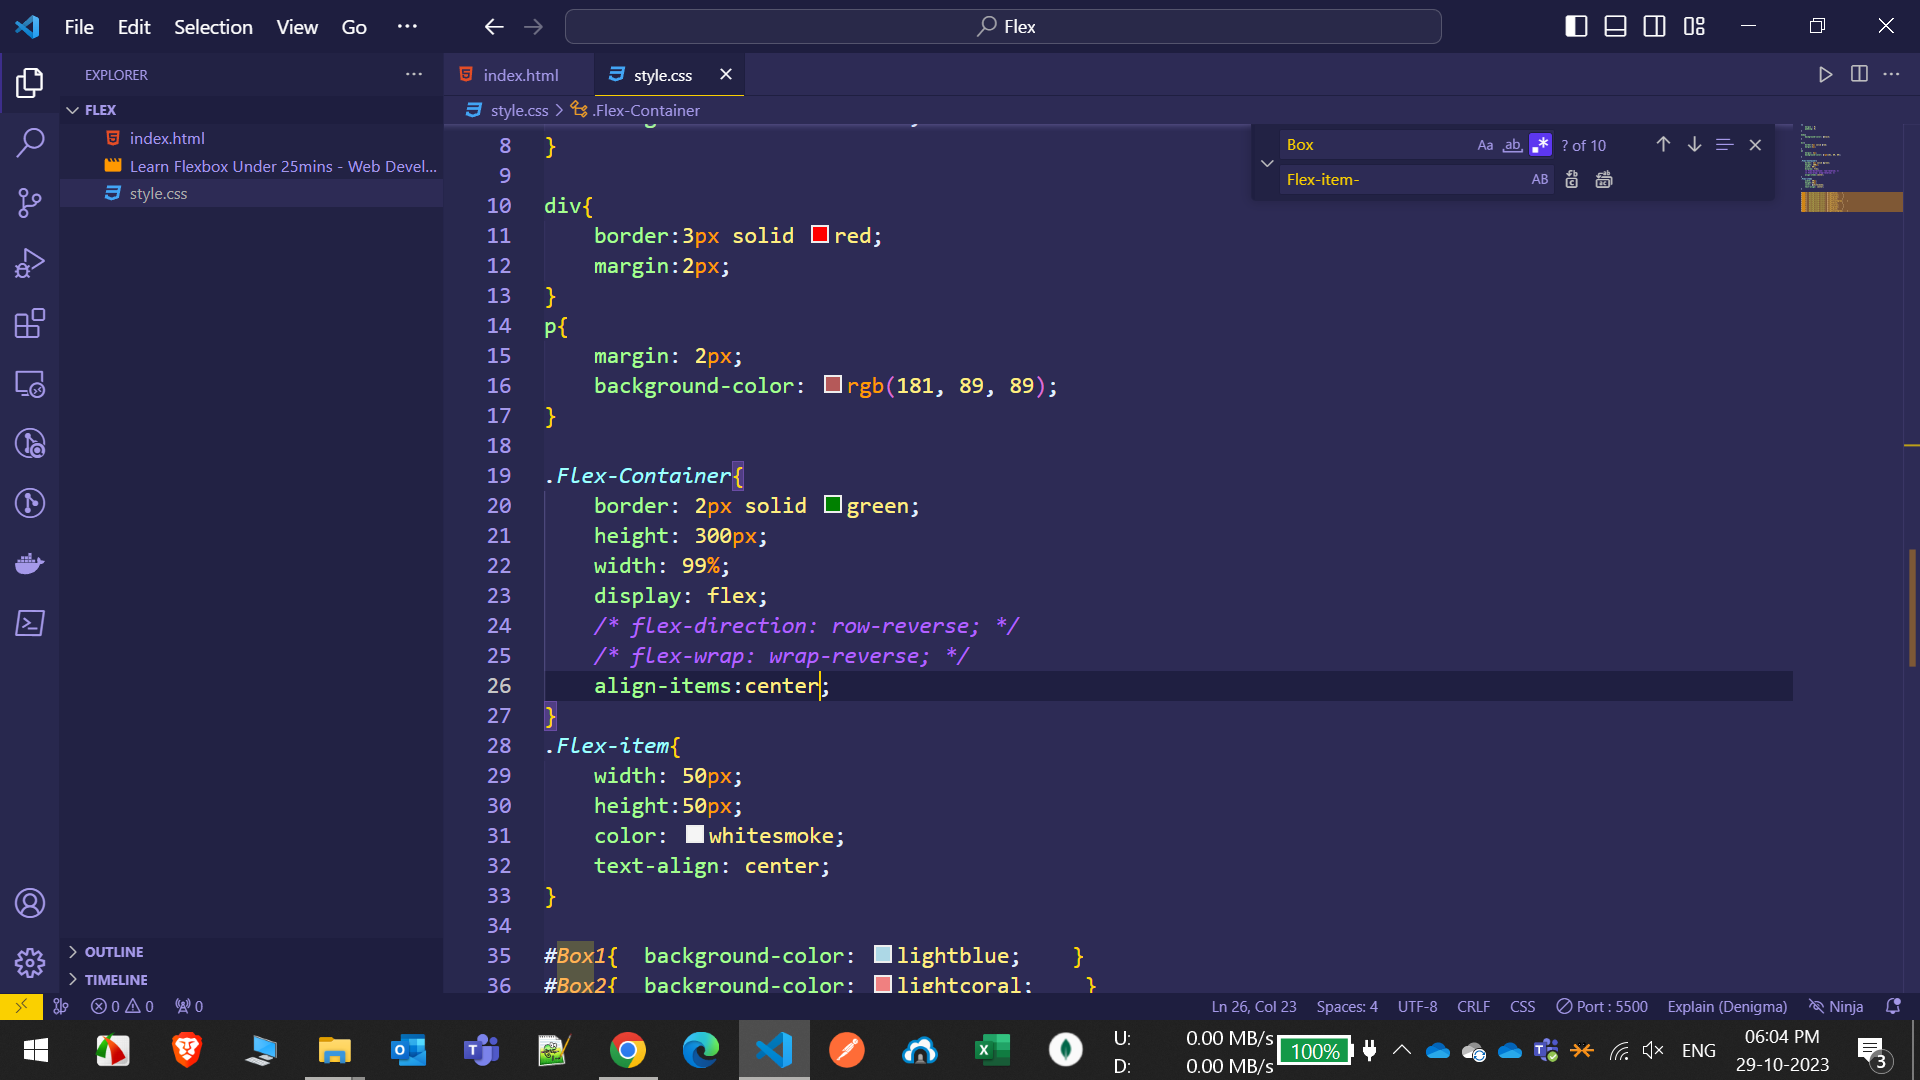 File Edit Selection View Go ···
Flex
EXPLORER ···
FLEX
index.html
Learn Flexbox Under 25mins - Web Devel...
style.css
OUTLINE
TIMELINE
index.html
style.css
style.css > .Flex-Container
Box Aa ab .* ? of 10
Flex-item- AB
8 }
9
10 div{
11 border:3px solid red;
12 margin:2px;
13 }
14 p{
15 margin: 2px;
16 background-color: rgb(181, 89, 89);
17 }
18
19 .Flex-Container{
20 border: 2px solid green;
21 height: 300px;
22 width: 99%;
23 display: flex;
24 /* flex-direction: row-reverse; */
25 /* flex-wrap: wrap-reverse; */
26 align-items:center;
27 }
28 .Flex-item{
29 width: 50px;
30 height:50px;
31 color: whitesmoke;
32 text-align: center;
33 }
34
35 #Box1{ background-color: lightblue; }
36 #Box2{ background-color: lightcoral; }
0 0 0 Ln 26, Col 23 Spaces: 4 UTF-8 CRLF CSS Port : 5500 Explain (Denigma) Ninja
U: 0.00 MB/s
D: 0.00 MB/s
100%
ENG
06:04 PM
29-10-2023
3